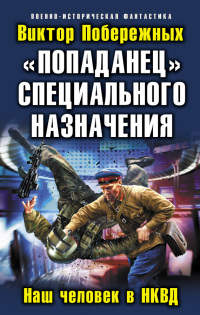 ВОЕННО-ИСТОРИЧЕСКАЯ ФАНТАСТИКА
Виктор Побережных
«ПОПАДАНЕЦ»
СПЕЦИАЛЬНОГО
НАЗНАЧЕНИЯ
Наш человек в НКВД